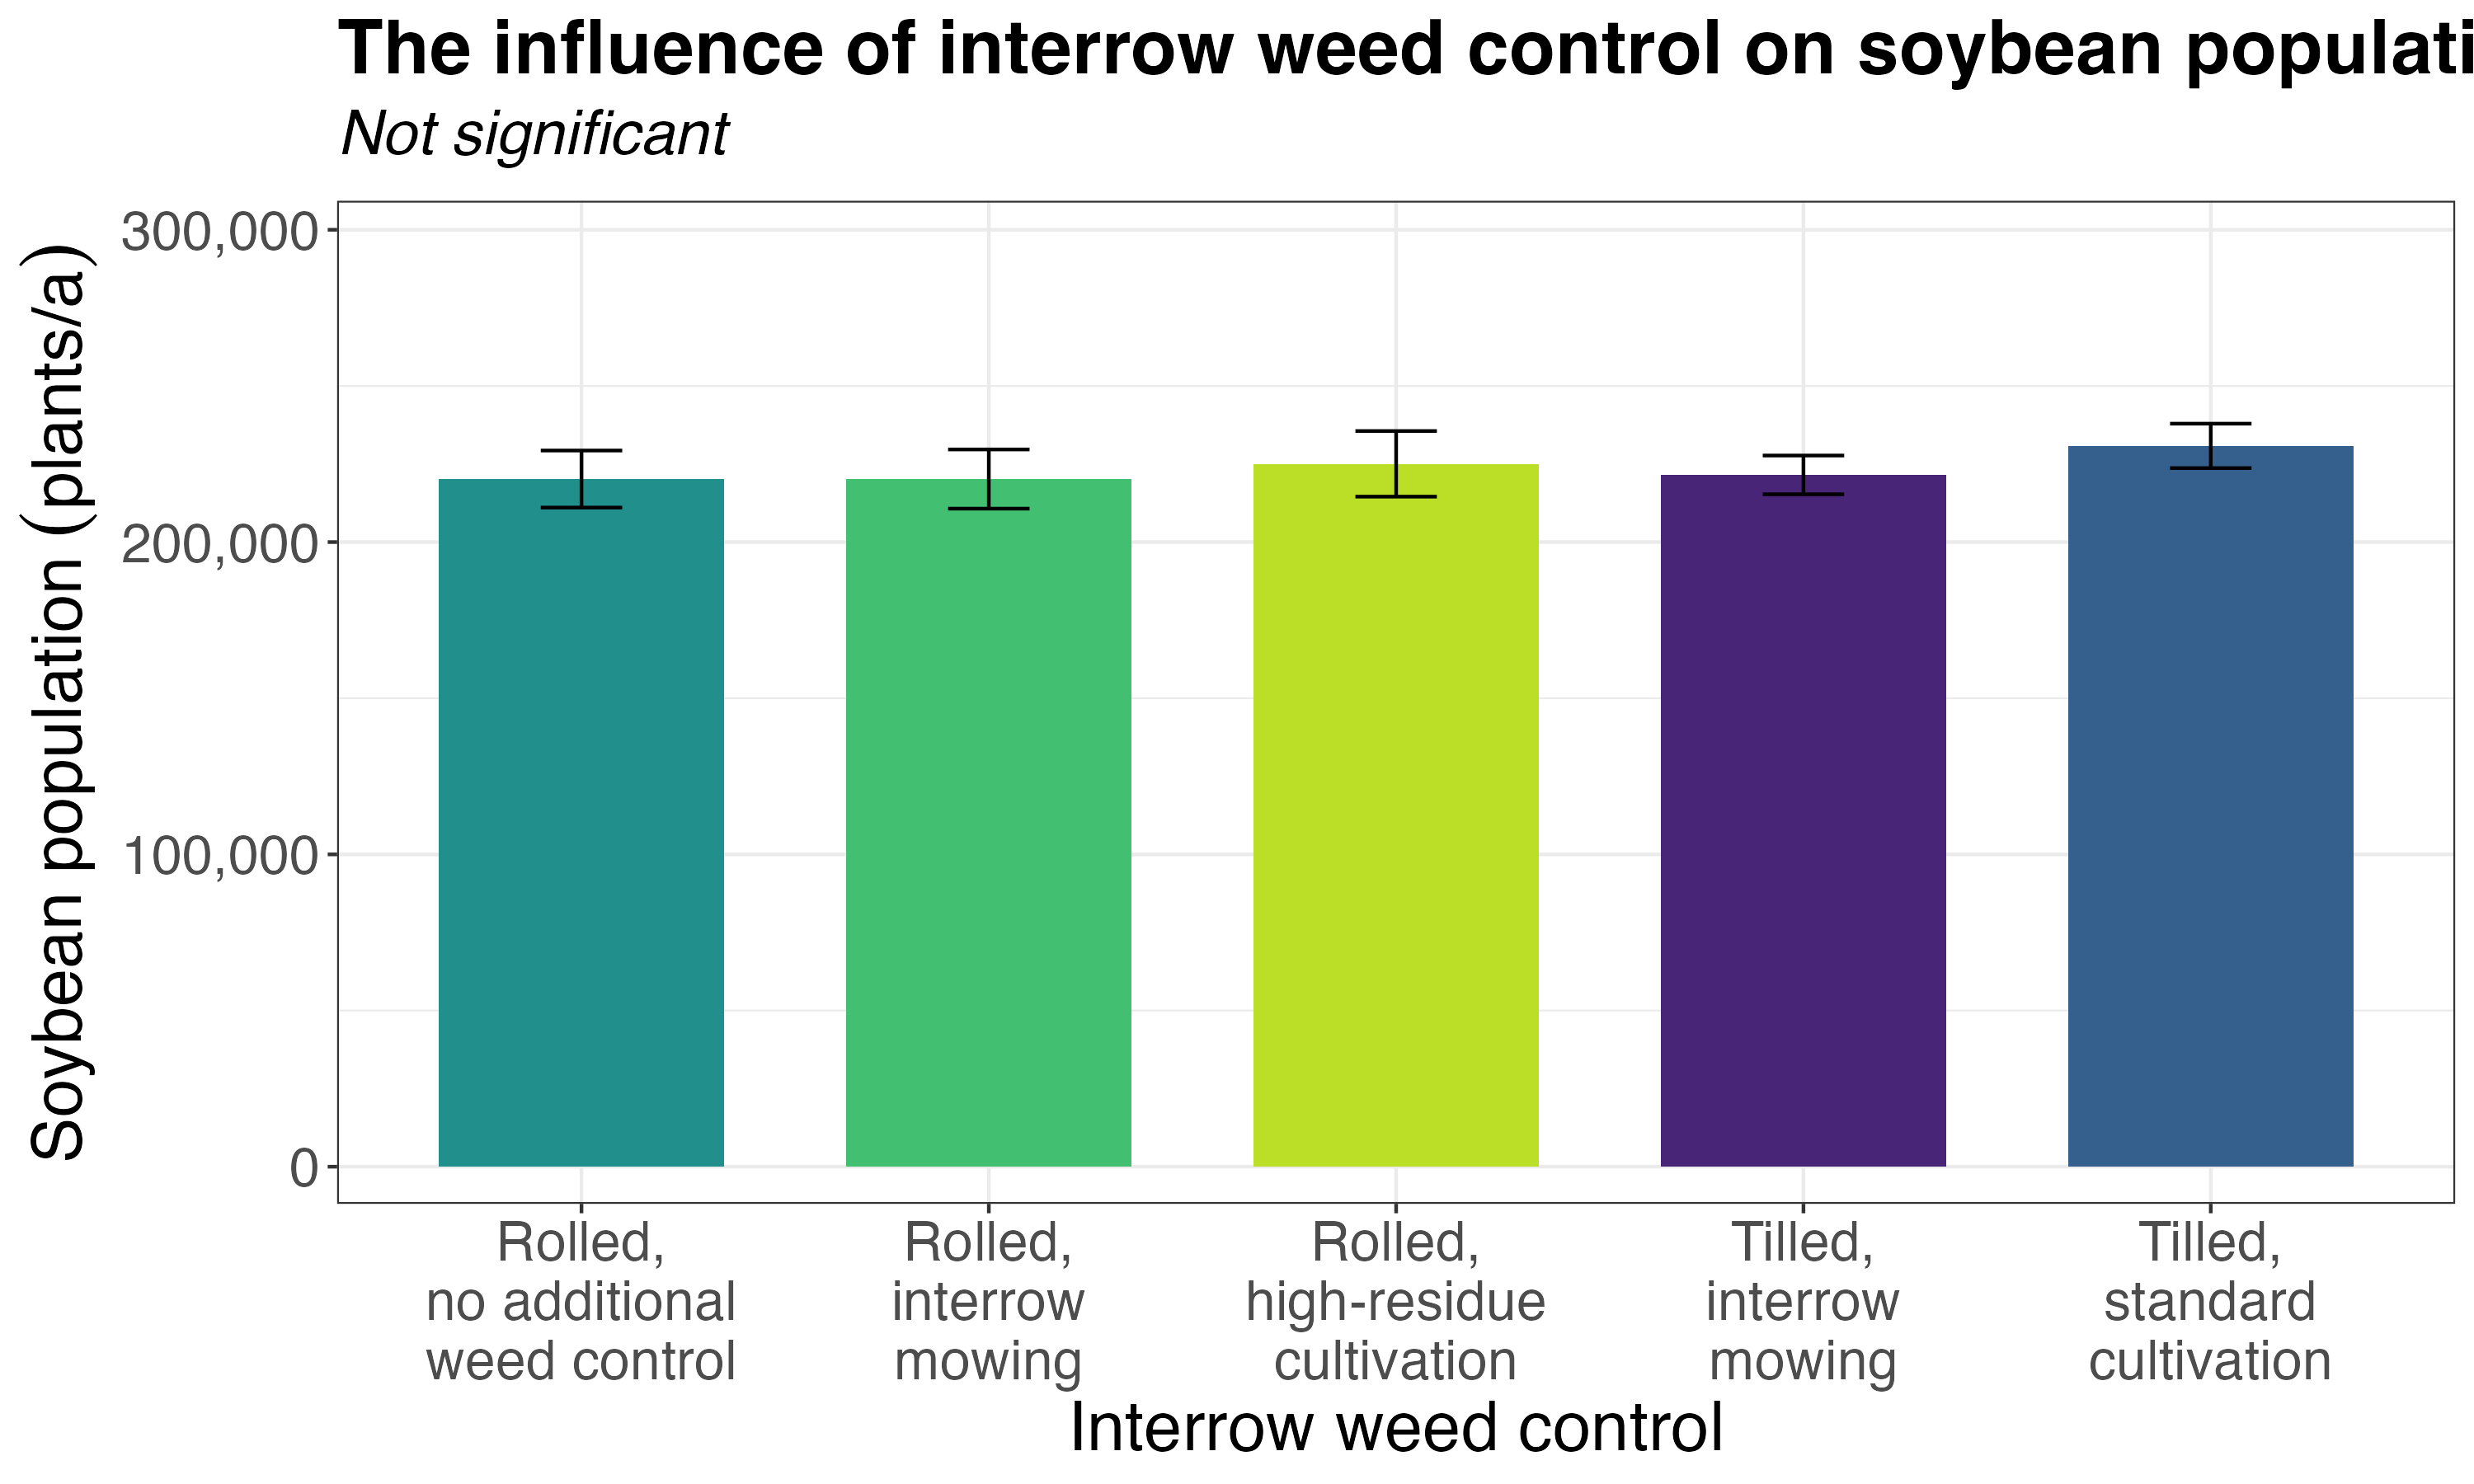 The influence of interrow weed control on soybean populati
Not significant
Soybean population (plants/a)
300,000
200,000
100,000
0
Rolled,
no additional
weed control
Rolled,
interrow
mowing
Rolled,
high-residue
cultivation
Tilled,
interrow
mowing
Tilled,
standard
cultivation
Interrow weed control